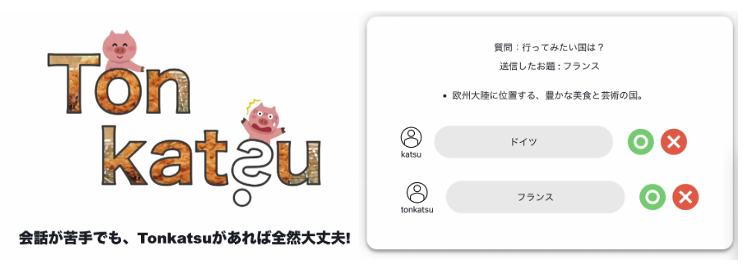 Ton
katsu
会話が苦手でも、Tonkatsuがあれば全然大丈夫!
質問：行ってみたい国は？
送信したお題：フランス
• 欧州大陸に位置する、豊かな美食と芸術の国。
katsu
ドイツ
tonkatsu
フランス